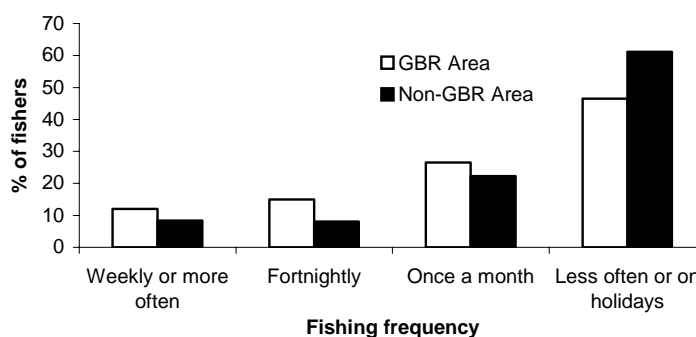 70
60
50
40
30
20
10
0
% of fishers
GBR Area
Non-GBR Area
Weekly or more
often
Fortnightly
Once a month
Less often or on
holidays
Fishing frequency